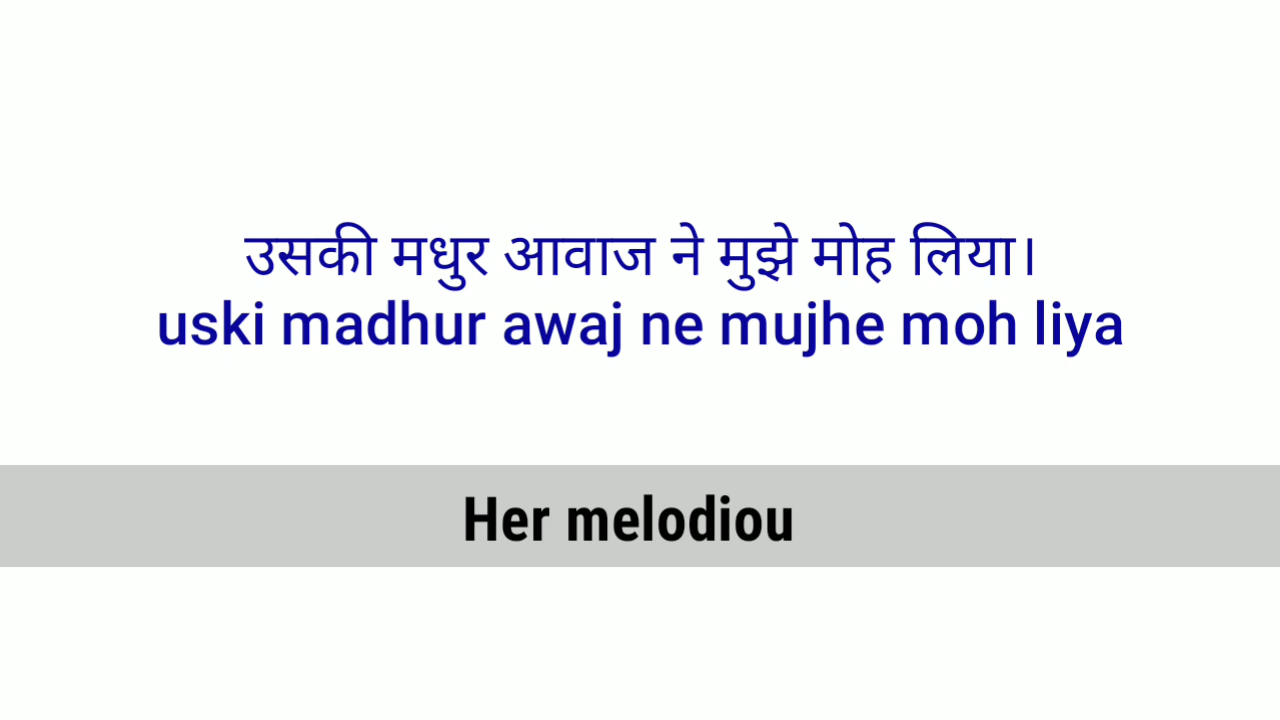 उसकी मधुर आवाज ने मुझे मोह लिया।
uski madhur awaj ne mujhe moh liya
Her melodiou